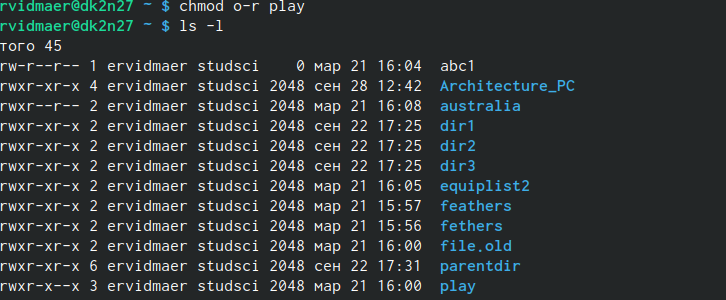 rvidmaer@dk2n27 ~ $ chmod o-r play
rvidmaer@dk2n27 ~ $ ls -l
того 45
rw-r--r-- 1 ervidmaer studsci    0 мар 21 16:04 abc1
rwxr-xr-x 4 ervidmaer studsci 2048 сен 28 12:42 Architecture_PC
rwxr--r-- 2 ervidmaer studsci 2048 мар 21 16:08 australia
rwxr-xr-x 2 ervidmaer studsci 2048 сен 22 17:25 dir1
rwxr-xr-x 2 ervidmaer studsci 2048 сен 22 17:25 dir2
rwxr-xr-x 2 ervidmaer studsci 2048 сен 22 17:25 dir3
rwxr-xr-x 2 ervidmaer studsci 2048 мар 21 16:05 equiplist2
rwxr-xr-x 2 ervidmaer studsci 2048 мар 21 15:57 feathers
rwxr-xr-x 2 ervidmaer studsci 2048 мар 21 15:56 fethers
rwxr-xr-x 2 ervidmaer studsci 2048 мар 21 16:00 file.old
rwxr-xr-x 6 ervidmaer studsci 2048 сен 22 17:31 parentdir
rwxr-x--x 3 ervidmaer studsci 2048 мар 21 16:00 play